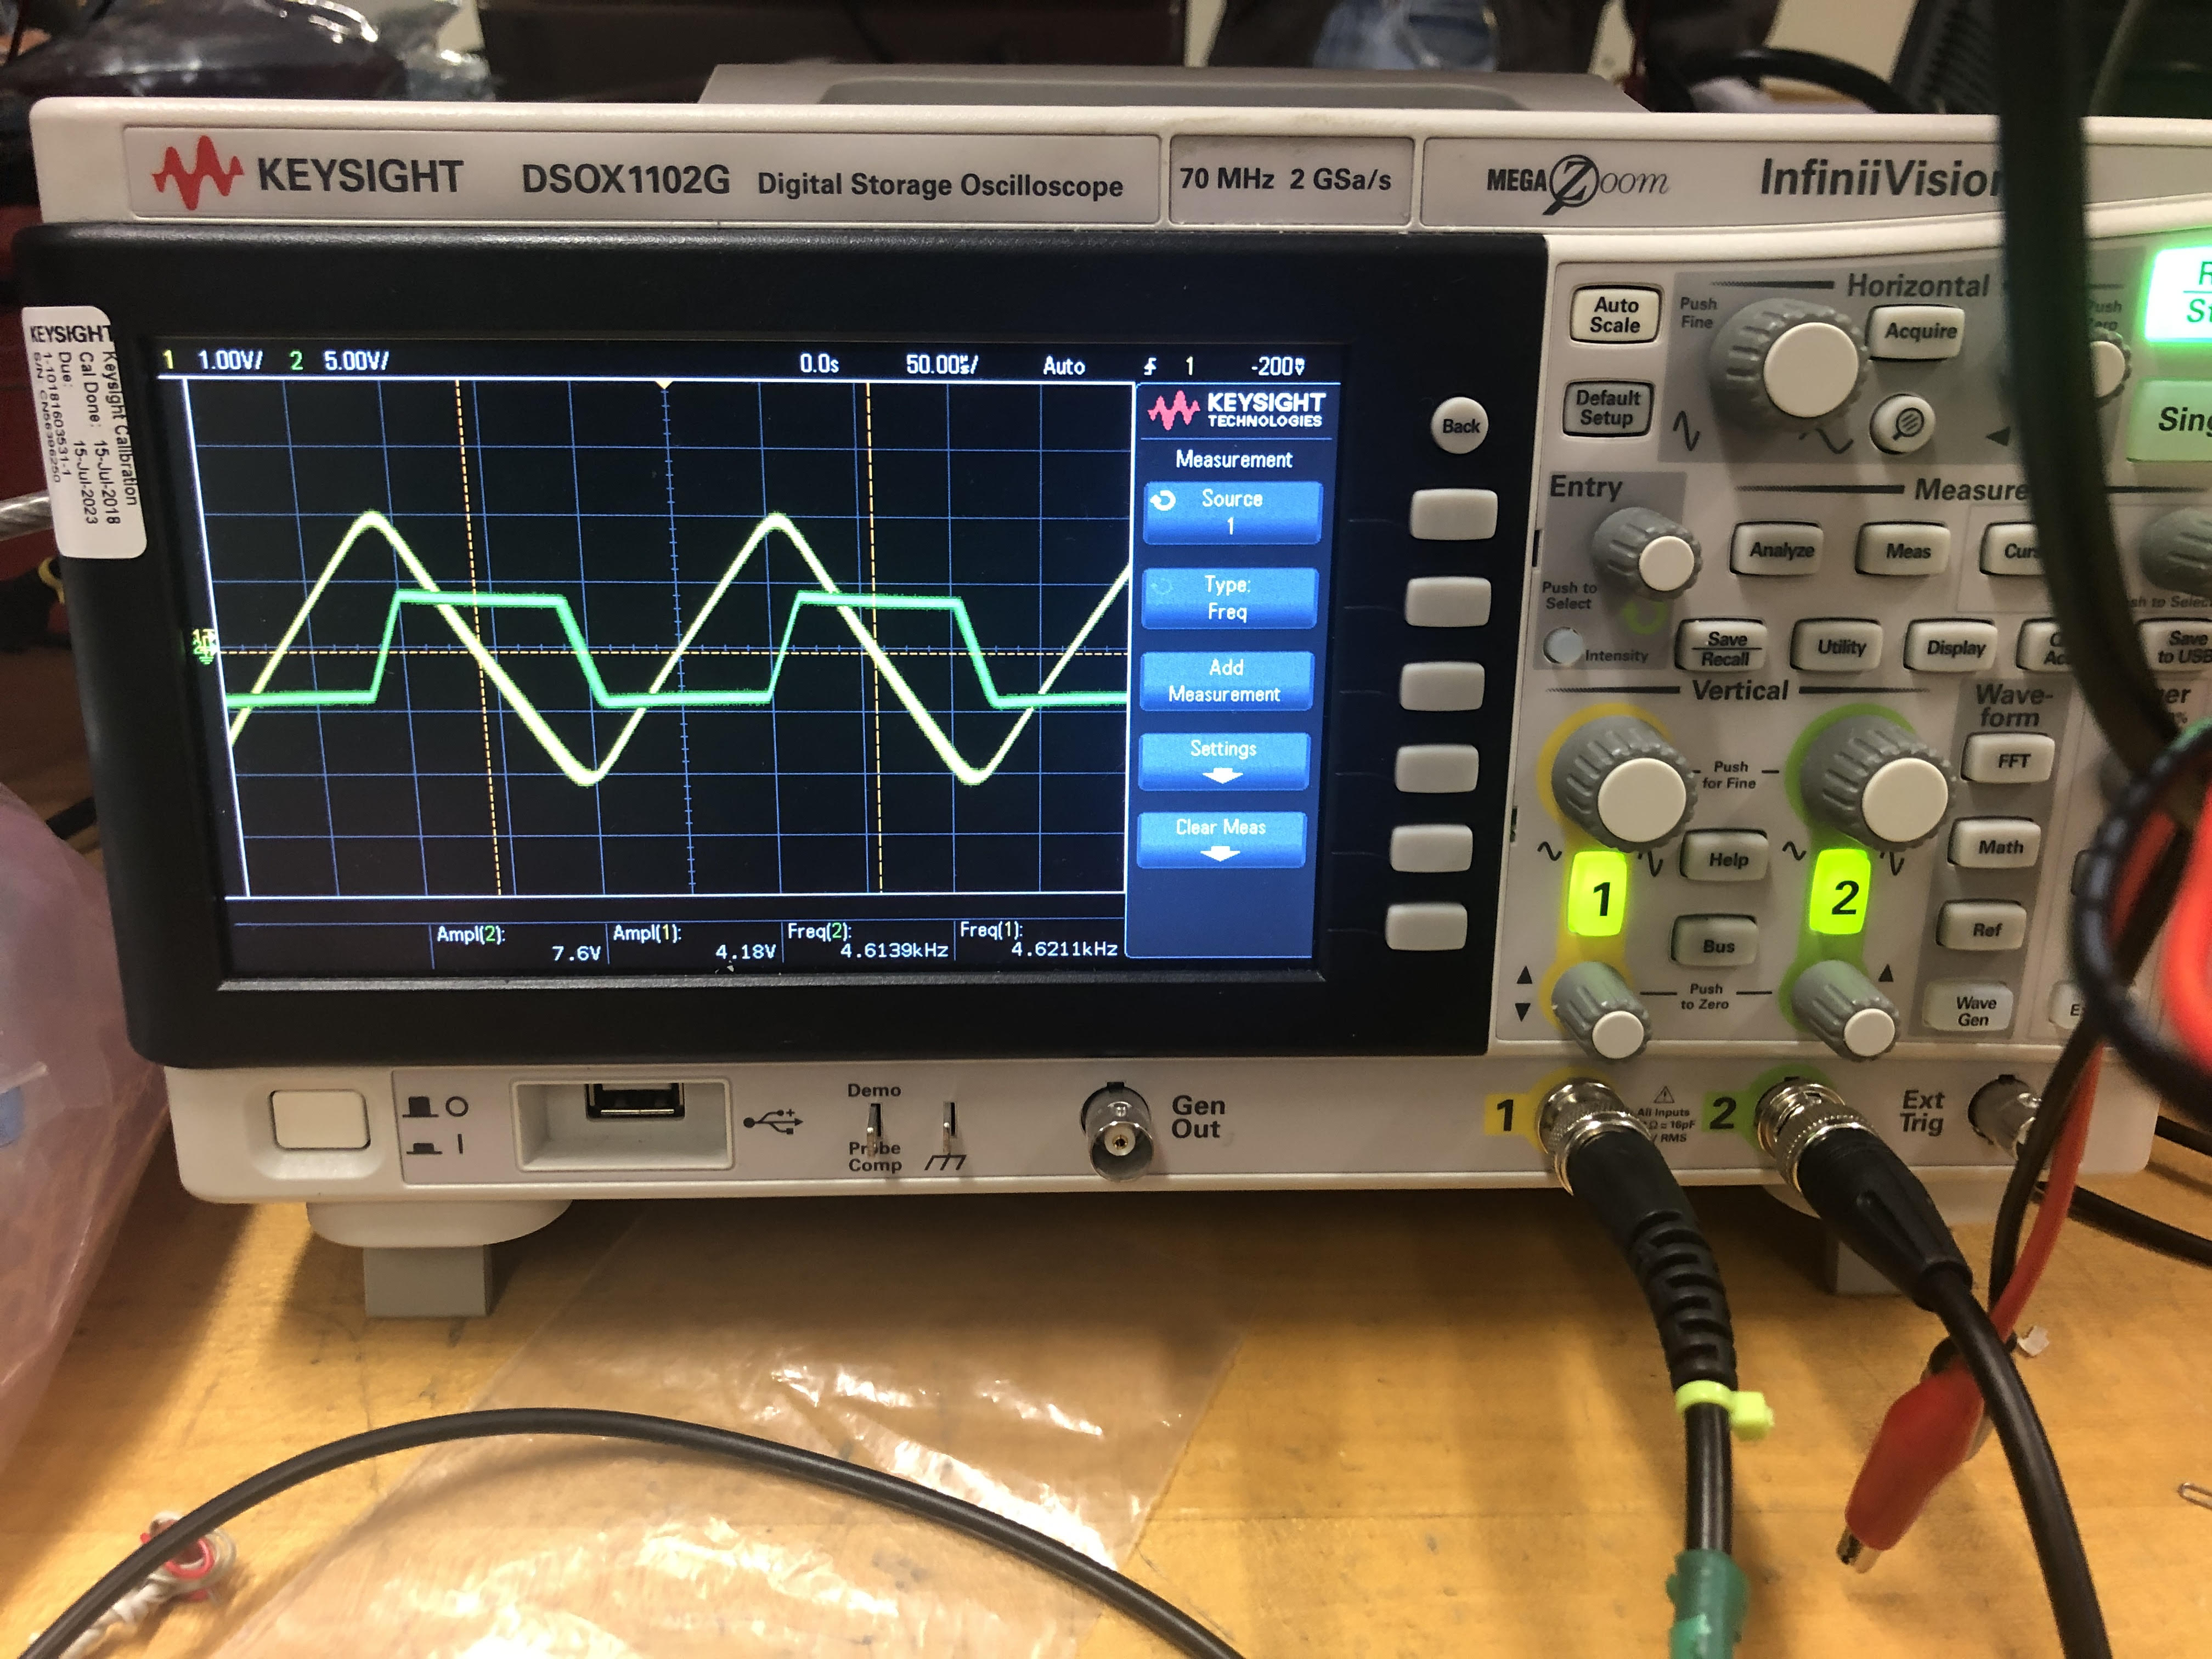 KEYSIGHT DSOX1102G Digital Storage Oscilloscope
70 MHz 2 GSa/s
MEGA Zoom
InfiniiVision
KEYSIGHT
Keysight Calibration
Cal Done: 15-Jul-2018
Due: 15-Jul-2023
1 1.00V/ 2 5.00V/ 0.0s 50.00us/ Auto 1
KEYSIGHT
TECHNOLOGIES
Measurement
Source
1
Type:
Freq
Add
Measurement
Settings
Clear Meas
Ampl(2):
7.6V
Ampl(1):
4.18V
Freq(2):
4.6139kHz
Freq(1):
4.6211kHz
Back
Auto
Scale
Default
Setup
Push
Fine
Horizontal
Acquire
Entry
Push to
Select
Intensity
Measure
Analyze
Meas
Save
Recall
Utility
Display
Save
to USB
Vertical
Push
for Fine
1
Help
2
Bus
Push
to Zero
Wave-
form
FFT
Math
Ref
Wave
Gen
Demo
Probe
Comp
Gen
Out
1
All Inputs
2
Ext
Trig